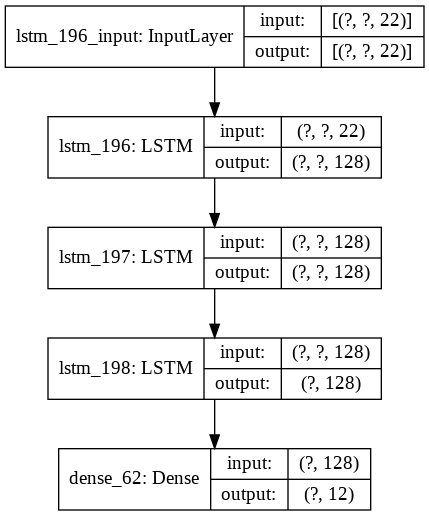 lstm_196_input: InputLayer
input: [(?, ?, 22)]
output: [(?, ?, 22)]
lstm_196: LSTM
input: (?, ?, 22)
output: (?, ?, 128)
lstm_197: LSTM
input: (?, ?, 128)
output: (?, ?, 128)
lstm_198: LSTM
input: (?, ?, 128)
output: (?, 128)
dense_62: Dense
input: (?, 128)
output: (?, 12)